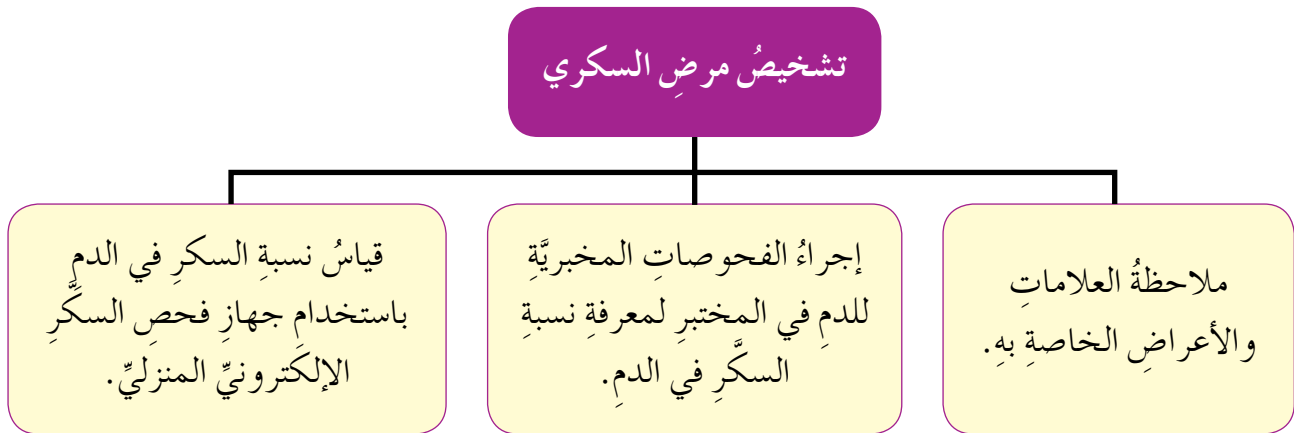 تشخيصُ مرضِ السكري
ملاحظةُ العلاماتِ
والأعراضِ الخاصةِ بهِ.
إجراءُ الفحوصاتِ المخبريَّةِ
للدمِ في المختبرِ لمعرفةِ نسبةِ
السكَّرِ في الدمِ.
قياسُ نسبةِ السكرِ في الدمِ
باستخدامِ جهازِ فحصِ السكَّرِ
الإلكترونيِّ المنزليِّ.